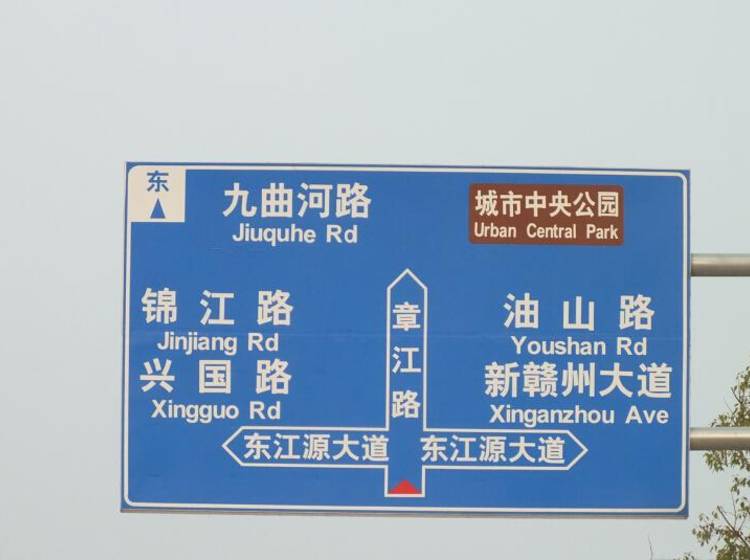 东
九曲河路
Jiuquhe Rd
城市中央公园
Urban Central Park
锦江路
Jinjiang Rd
兴国路
Xingguo Rd
章江路
油山路
Youshan Rd
新赣州大道
Xinganzhou Ave
东江源大道
东江源大道